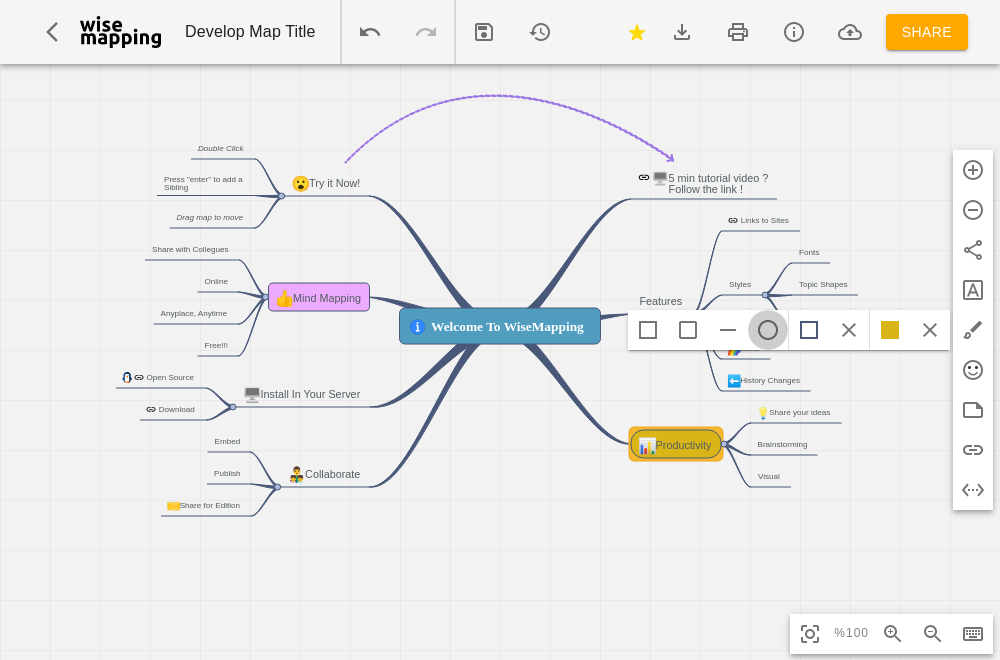 wise
mapping
Develop Map Title
SHARE
Double Click
Press "enter" to add a
Sibling
Drag map to move
Try it Now!
Share with Collegues
Online
Anyplace, Anytime
Free!!!
Mind Mapping
Open Source
Download
Install In Your Server
Embed
Publish
Share for Edition
Collaborate
Welcome To WiseMapping
5 min tutorial video ?
Follow the link !
Links to Sites
Fonts
Styles
Topic Shapes
Features
History Changes
Productivity
Share your ideas
Brainstorming
Visual
%100